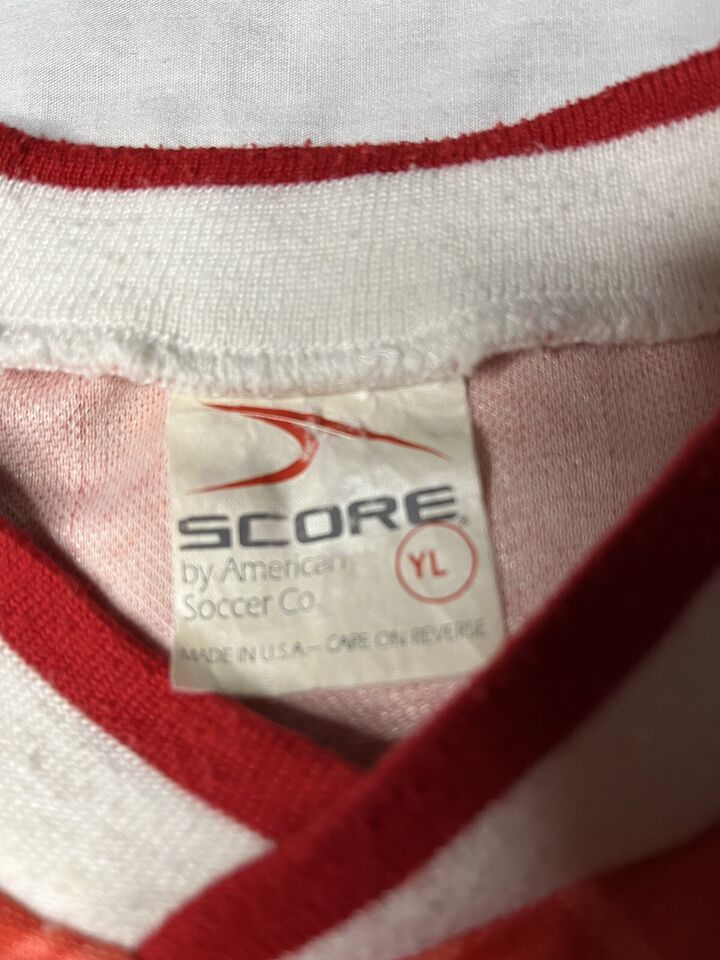 SCORE®
by American
Soccer Co.
YL
MADE IN U.S.A — CARE ON REVERSE